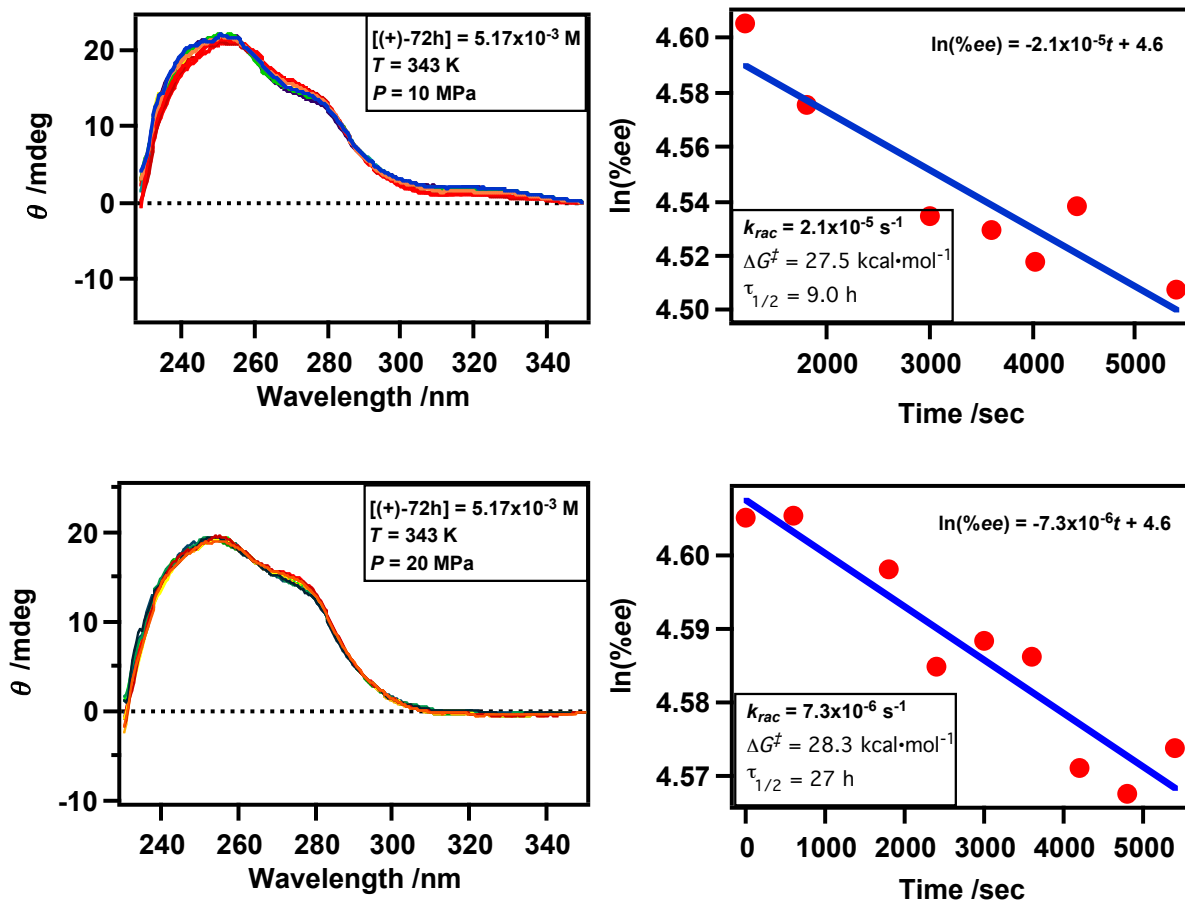 [(+)-72h] = 5.17x10⁻³ M
T = 343 K
P = 10 MPa
θ /mdeg
20
10
0
-10
240 260 280 300 320 340
Wavelength /nm
ln(%ee) = -2.1x10⁻⁵t + 4.6
ln(%ee)
4.60
4.58
4.56
4.54
4.52
4.50
k_rac = 2.1x10⁻⁵ s⁻¹
ΔG‡ = 27.5 kcal•mol⁻¹
τ1/2 = 9.0 h
2000 3000 4000 5000
Time /sec
[(+)-72h] = 5.17x10⁻³ M
T = 343 K
P = 20 MPa
θ /mdeg
20
10
0
-10
240 260 280 300 320 340
Wavelength /nm
ln(%ee) = -7.3x10⁻⁶t + 4.6
ln(%ee)
4.60
4.59
4.58
4.57
k_rac = 7.3x10⁻⁶ s⁻¹
ΔG‡ = 28.3 kcal•mol⁻¹
τ1/2 = 27 h
0 1000 2000 3000 4000 5000
Time /sec